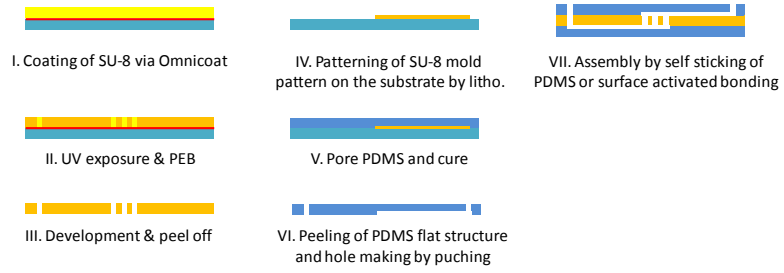 I. Coating of SU-8 via Omnicoat
II. UV exposure & PEB
III. Development & peel off
IV. Patterning of SU-8 mold
pattern on the substrate by litho.
V. Pore PDMS and cure
VI. Peeling of PDMS flat structure
and hole making by puching
VII. Assembly by self sticking of
PDMS or surface activated bonding